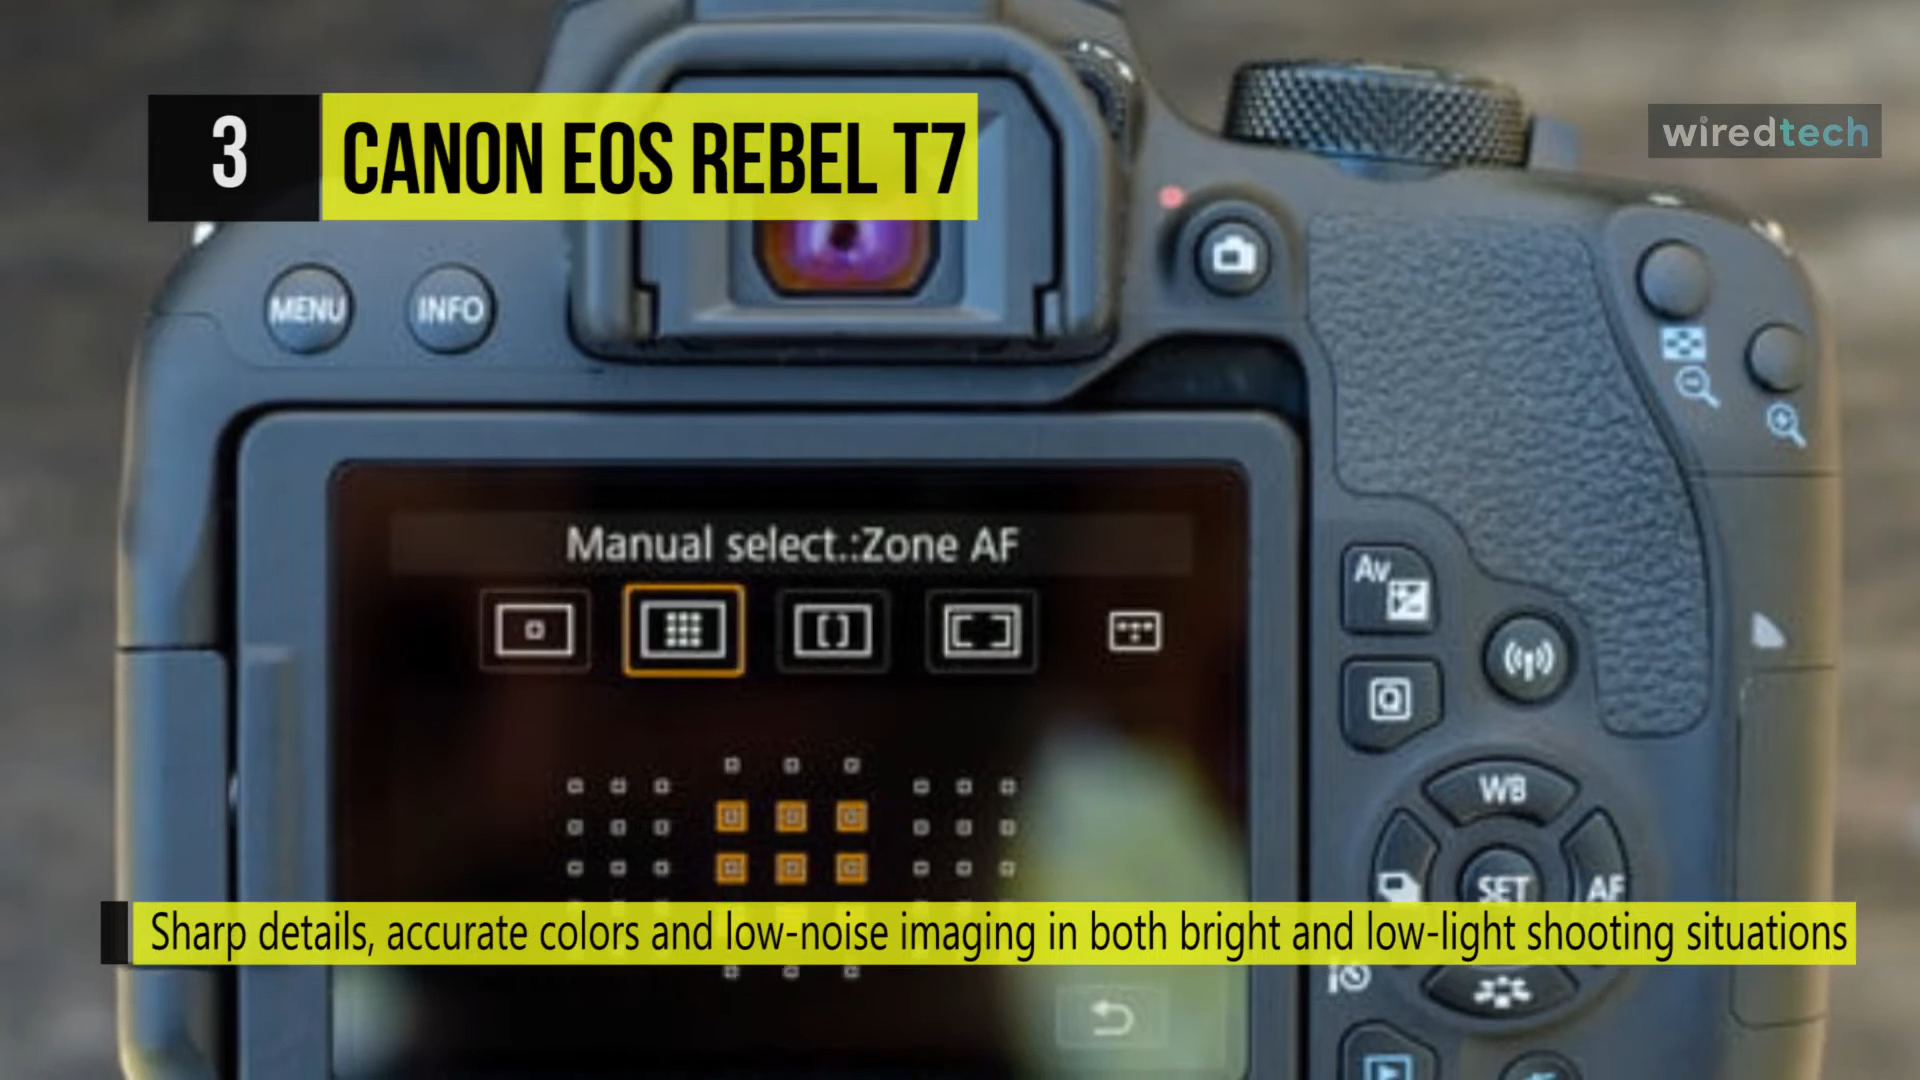 3 CANON EOS REBEL T7
wiredtech
MENU INFO
Manual select.:Zone AF
Av
Q
WB
SET AF
Sharp details, accurate colors and low-noise imaging in both bright and low-light shooting situations